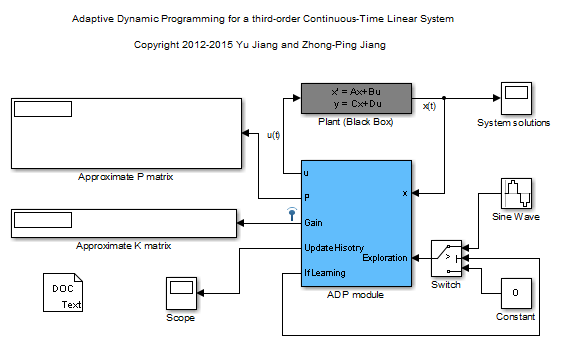 Adaptive Dynamic Programming for a third-order Continuous-Time Linear System
Copyright 2012-2015 Yu Jiang and Zhong-Ping Jiang
x' = Ax+Bu
y = Cx+Du
Plant (Black Box)
x(t)
System solutions
u(t)
Approximate P matrix
u
P
x
Gain
Sine Wave
Approximate K matrix
Update Hisotry
Exploration
If Learning
>
Switch
ADP module
DOC
Text
Scope
0
Constant